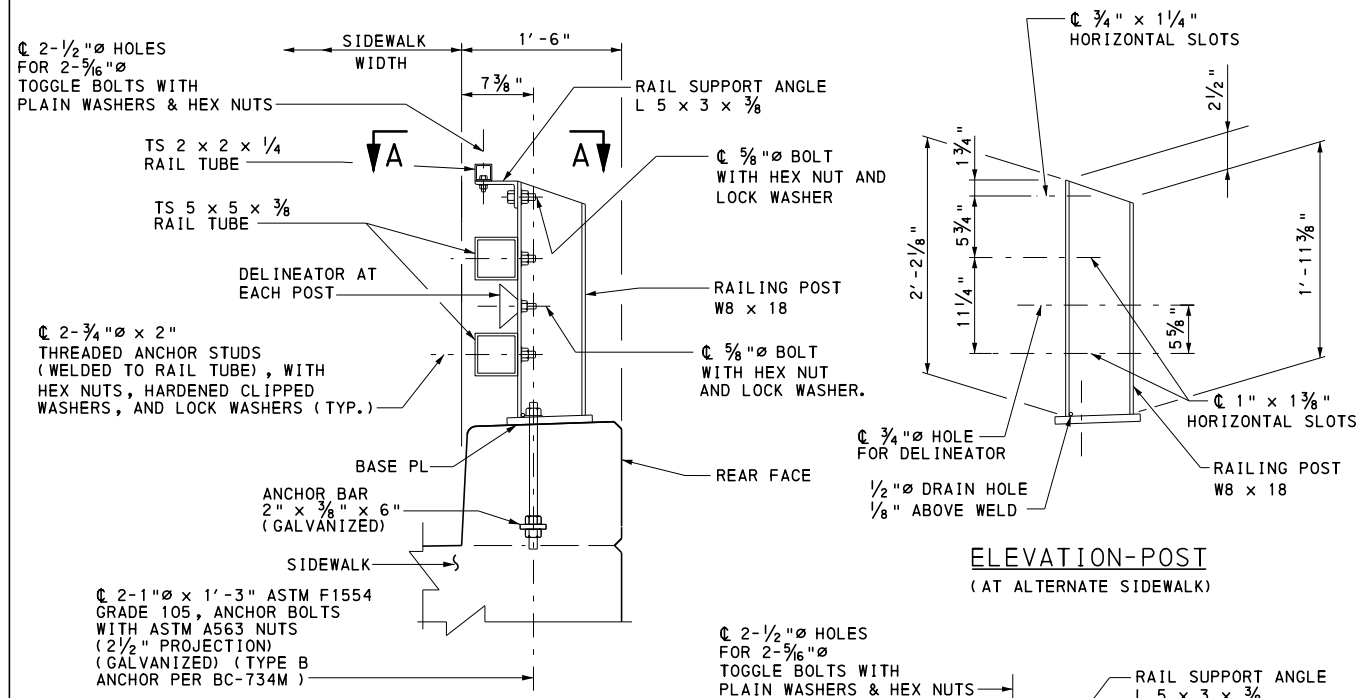 ℄ 2-½"ø HOLES
FOR 2-5⁄16"ø
TOGGLE BOLTS WITH
PLAIN WASHERS & HEX NUTS
SIDEWALK
WIDTH
1'-6"
7⅜"
RAIL SUPPORT ANGLE
L 5 x 3 x ⅜
TS 2 x 2 x ¼
RAIL TUBE
A
A
℄ ⅝"ø BOLT
WITH HEX NUT AND
LOCK WASHER
TS 5 x 5 x ⅜
RAIL TUBE
DELINEATOR AT
EACH POST
RAILING POST
W8 x 18
℄ 2-¾"ø x 2"
THREADED ANCHOR STUDS
(WELDED TO RAIL TUBE), WITH
HEX NUTS, HARDENED CLIPPED
WASHERS, AND LOCK WASHERS (TYP.)
℄ ⅝"ø BOLT
WITH HEX NUT
AND LOCK WASHER.
BASE PL
REAR FACE
ANCHOR BAR
2" x ⅜" x 6"
(GALVANIZED)
SIDEWALK
℄ 2-1"ø x 1'-3" ASTM F1554
GRADE 105, ANCHOR BOLTS
WITH ASTM A563 NUTS
(2½" PROJECTION)
(GALVANIZED) (TYPE B
ANCHOR PER BC-734M )
℄ ¾" x 1¼"
HORIZONTAL SLOTS
2½"
1¾"
5¾"
11¼"
2'-2⅛"
1'-11⅜"
5⅝"
℄ 1" x 1⅜"
HORIZONTAL SLOTS
℄ ¾"ø HOLE
FOR DELINEATOR
RAILING POST
W8 x 18
½"ø DRAIN HOLE
⅛" ABOVE WELD
ELEVATION-POST
(AT ALTERNATE SIDEWALK)
℄ 2-½"ø HOLES
FOR 2-5⁄16"ø
TOGGLE BOLTS WITH
PLAIN WASHERS & HEX NUTS
RAIL SUPPORT ANGLE
L 5 x 3 x ⅜